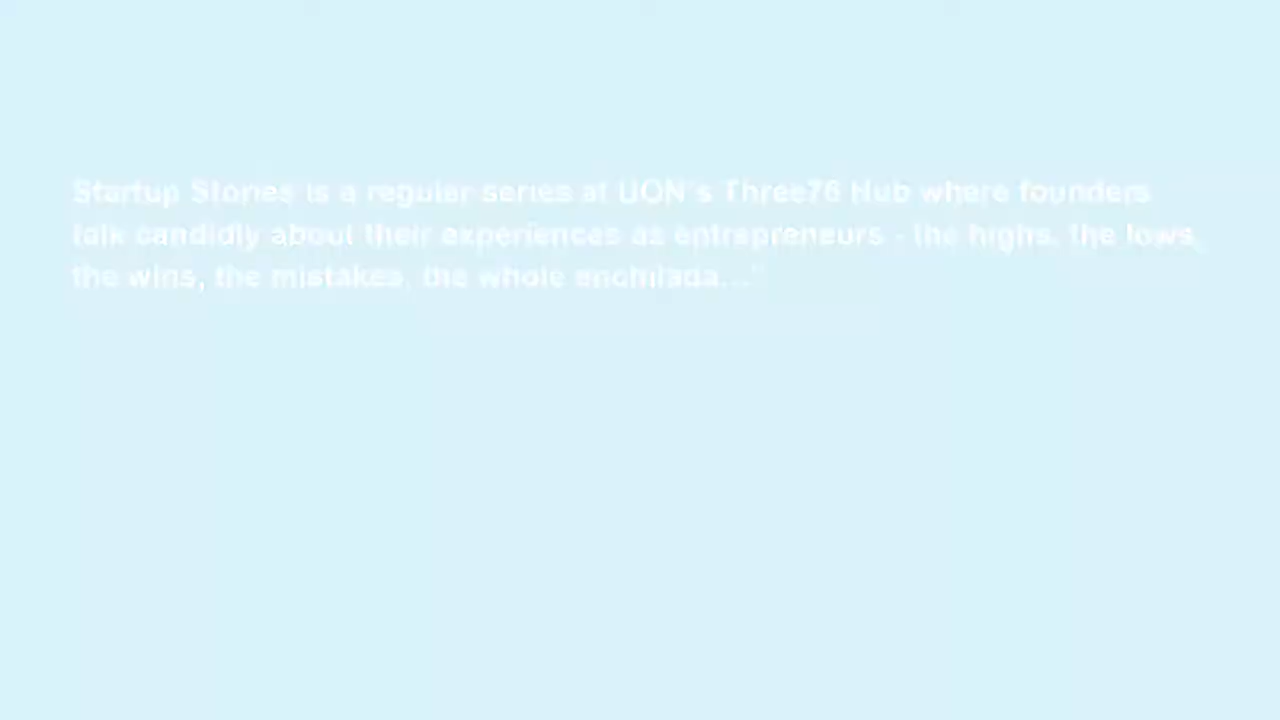 Startup Stories is a regular series at UON's Three76 Hub where founders
talk candidly about their experiences as entrepreneurs - the highs, the lows,
the wins, the mistakes, the whole enchilada..."